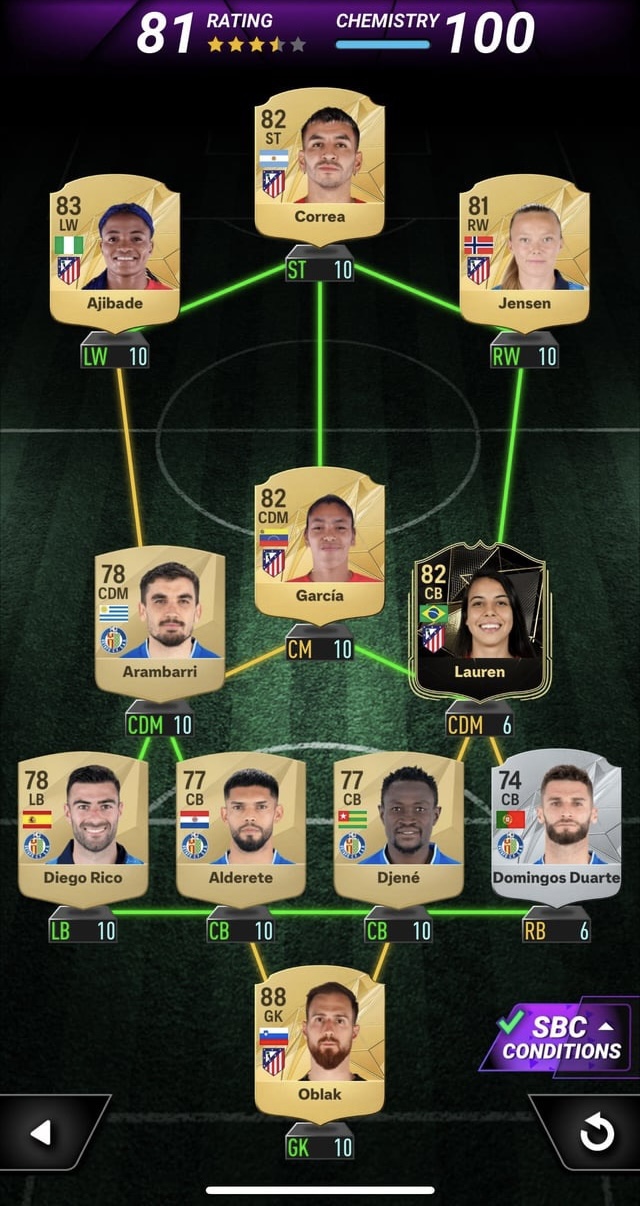 81 RATING CHEMISTRY 100
82
ST
Correa
ST 10
83
LW
Ajibade
LW 10
81
RW
Jensen
RW 10
82
CDM
García
CM 10
78
CDM
Arambarri
CDM 10
82
CB
Lauren
CDM 6
78
LB
Diego Rico
LB 10
77
CB
Alderete
CB 10
77
CB
Djené
CB 10
74
CB
Domingos Duarte
RB 6
88
GK
Oblak
GK 10
SBC
CONDITIONS